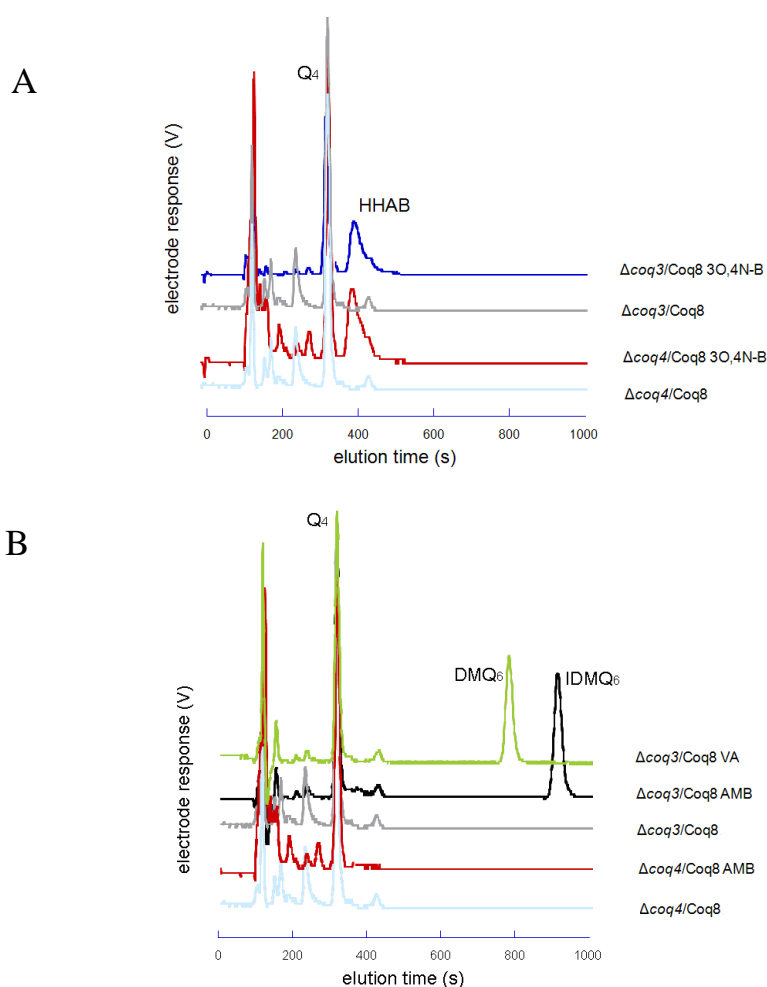 A
Q4
HHAB
electrode response (V)
Δcoq3/Coq8 3O,4N-B
Δcoq3/Coq8
Δcoq4/Coq8 3O,4N-B
Δcoq4/Coq8
0 200 400 600 800 1000
elution time (s)
B
Q4
DMQ6
IDMQ6
electrode response (V)
Δcoq3/Coq8 VA
Δcoq3/Coq8 AMB
Δcoq3/Coq8
Δcoq4/Coq8 AMB
Δcoq4/Coq8
0 200 400 600 800 1000
elution time (s)